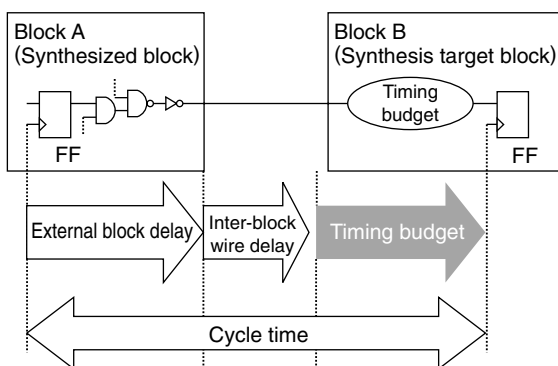 Block A
(Synthesized block)
FF
Block B
(Synthesis target block)
Timing
budget
FF
External block delay
Inter-block
wire delay
Timing budget
Cycle time